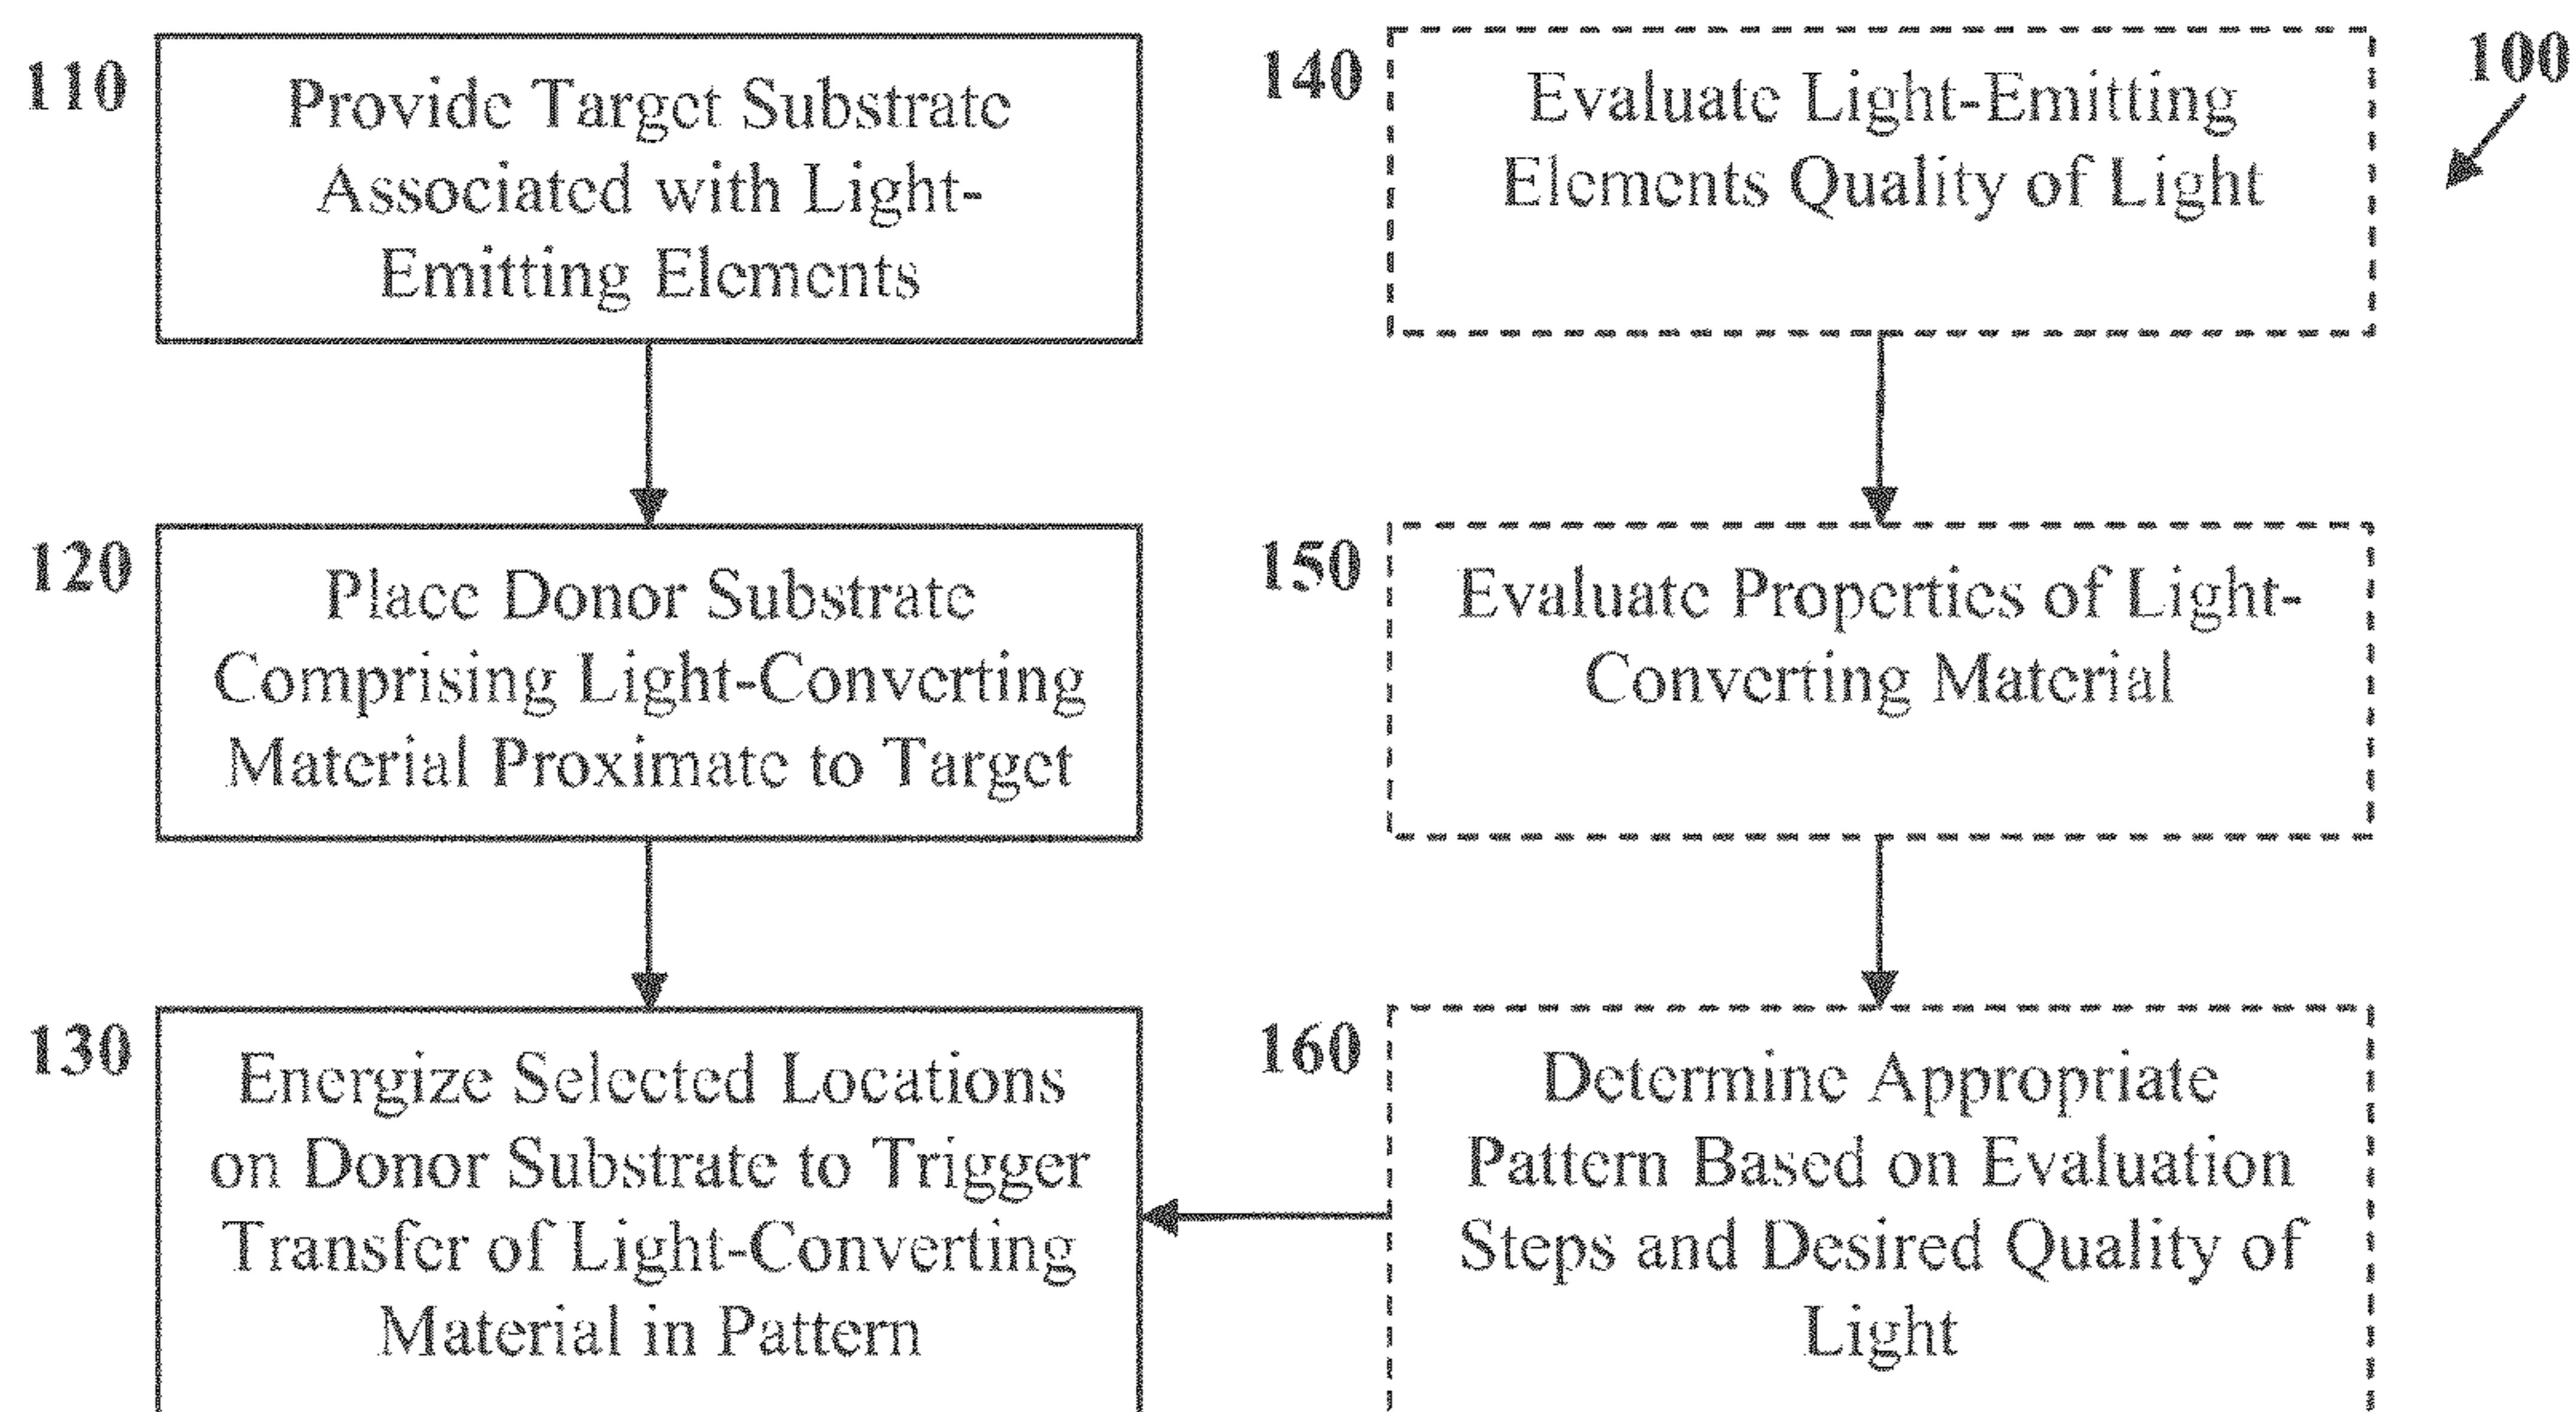 110
Provide Target Substrate
Associated with Light-
Emitting Elements
120
Place Donor Substrate
Comprising Light-Converting
Material Proximate to Target
130
Energize Selected Locations
on Donor Substrate to Trigger
Transfer of Light-Converting
Material in Pattern
140
Evaluate Light-Emitting
Elements Quality of Light
150
Evaluate Properties of Light-
Converting Material
160
Determine Appropriate
Pattern Based on Evaluation
Steps and Desired Quality of
Light
100